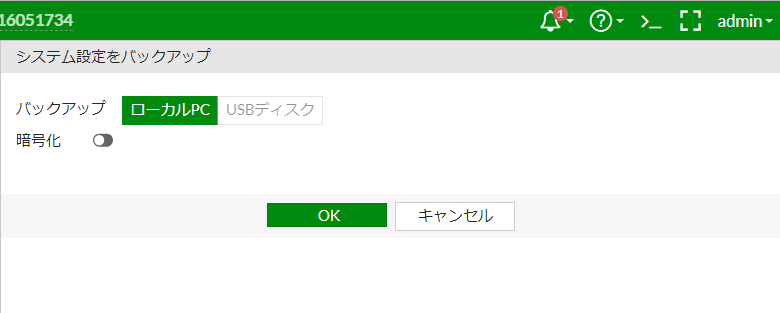 16051734
1
admin
システム設定をバックアップ
バックアップ ローカルPC USBディスク
暗号化
OK キャンセル